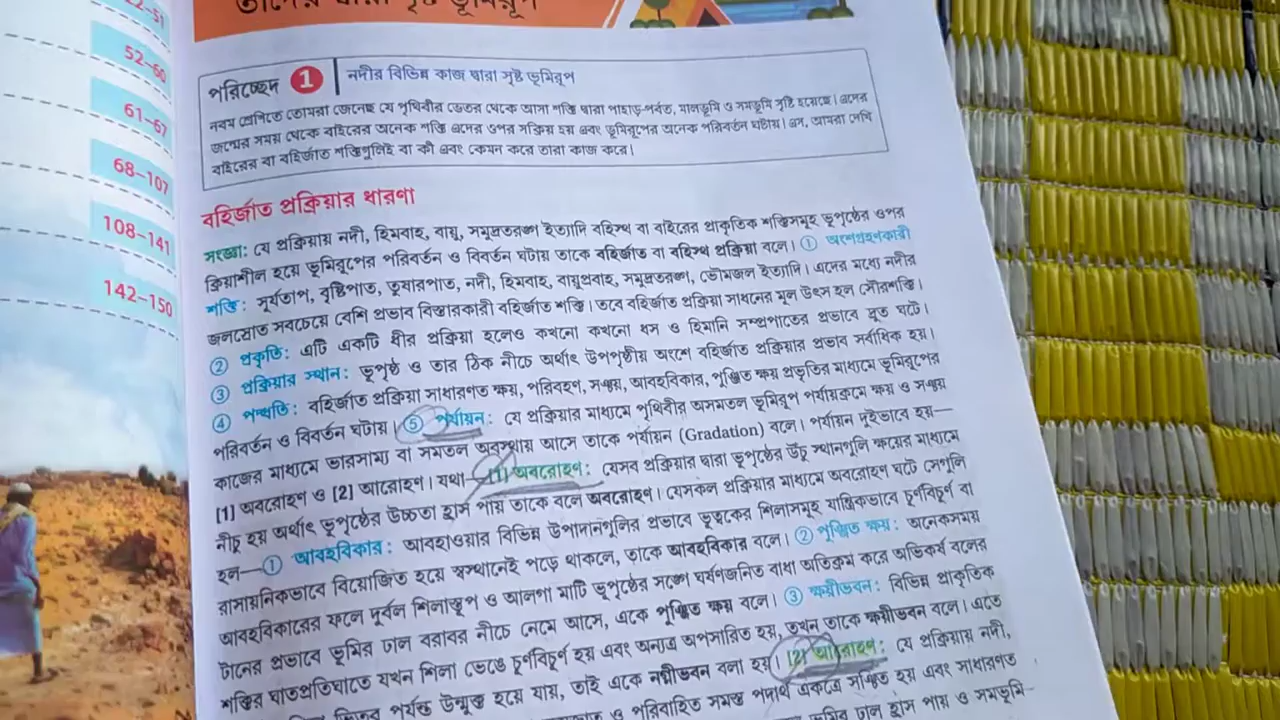 22-51
52-60
61-67
68-107
108-141
142-150
তাদের দ্বারা সৃষ্ট ভূমিরূপ
পরিচ্ছেদ 1 নদীর বিভিন্ন কাজ দ্বারা সৃষ্ট ভূমিরূপ
নবম শ্রেণিতে তোমরা জেনেছ যে পৃথিবীর ভেতর থেকে আসা শক্তি দ্বারা পাহাড়-পর্বত, মালভূমি ও সমভূমি সৃষ্টি হয়েছে। এদের
জন্মের সময় থেকে বাইরের অনেক শক্তি এদের ওপর সক্রিয় হয় এবং ভূমিরূপের অনেক পরিবর্তন ঘটায়। এস, আমরা দেখি
বাইরের বা বহির্জাত শক্তিগুলিই বা কী এবং কেমন করে তারা কাজ করে।
বহির্জাত প্রক্রিয়ার ধারণা
সংজ্ঞা: যে প্রক্রিয়ায় নদী, হিমবাহ, বায়ু, সমুদ্রতরঙ্গ ইত্যাদি বহিস্থ বা বাইরের প্রাকৃতিক শক্তিসমূহ ভূপৃষ্ঠের ওপর
ক্রিয়াশীল হয়ে ভূমিরূপের পরিবর্তন ও বিবর্তন ঘটায় তাকে বহির্জাত বা বহিস্থ প্রক্রিয়া বলে। ① অংশগ্রহণকারী
শক্তি: সূর্যতাপ, বৃষ্টিপাত, তুষারপাত, নদী, হিমবাহ, বায়ুপ্রবাহ, সমুদ্রতরঙ্গ, ভৌমজল ইত্যাদি। এদের মধ্যে নদীর
জলস্রোত সবচেয়ে বেশি প্রভাব বিস্তারকারী বহির্জাত শক্তি। তবে বহির্জাত প্রক্রিয়া সাধনের মূল উৎস হল সৌরশক্তি।
② প্রকৃতি: এটি একটি ধীর প্রক্রিয়া হলেও কখনো কখনো ধস ও হিমানি সম্প্রপাতের প্রভাবে দ্রুত ঘটে।
③ প্রক্রিয়ার স্থান: ভূপৃষ্ঠ ও তার ঠিক নীচে অর্থাৎ উপপৃষ্ঠীয় অংশে বহির্জাত প্রক্রিয়ার প্রভাব সর্বাধিক হয়।
④ পদ্ধতি: বহির্জাত প্রক্রিয়া সাধারণত ক্ষয়, পরিবহণ, সঞ্চয়, আবহবিকার, পুঞ্জিত ক্ষয় প্রভৃতির মাধ্যমে ভূমিরূপের
পরিবর্তন ও বিবর্তন ঘটায়। ⑤ পর্যায়ন: যে প্রক্রিয়ার মাধ্যমে পৃথিবীর অসমতল ভূমিরূপ পর্যায়ক্রমে ক্ষয় ও সঞ্চয়
কাজের মাধ্যমে ভারসাম্য বা সমতল অবস্থায় আসে তাকে পর্যায়ন (Gradation) বলে। পর্যায়ন দুইভাবে হয়—
[1] অবরোহণ ও [2] আরোহণ। যথা—[1] অবরোহণ: যেসব প্রক্রিয়ার দ্বারা ভূপৃষ্ঠের উঁচু স্থানগুলি ক্ষয়ের মাধ্যমে
নীচু হয় অর্থাৎ ভূপৃষ্ঠের উচ্চতা হ্রাস পায় তাকে বলে অবরোহণ। যেসকল প্রক্রিয়ার মাধ্যমে অবরোহণ ঘটে সেগুলি
হল—① আবহবিকার: আবহাওয়ার বিভিন্ন উপাদানগুলির প্রভাবে ভূত্বকের শিলাসমূহ যান্ত্রিকভাবে চূর্ণবিচূর্ণ বা
রাসায়নিকভাবে বিয়োজিত হয়ে স্বস্থানেই পড়ে থাকলে, তাকে আবহবিকার বলে। ② পুঞ্জিত ক্ষয়: অনেকসময়
আবহবিকারের ফলে দুর্বল শিলাস্তূপ ও আলগা মাটি ভূপৃষ্ঠের সঙ্গে ঘর্ষণজনিত বাধা অতিক্রম করে অভিকর্ষ বলের
টানের প্রভাবে ভূমির ঢাল বরাবর নীচে নেমে আসে, একে পুঞ্জিত ক্ষয় বলে। ③ ক্ষয়ীভবন: বিভিন্ন প্রাকৃতিক
শক্তির ঘাতপ্রতিঘাতে যখন শিলা ভেঙে চূর্ণবিচূর্ণ হয় এবং অন্যত্র অপসারিত হয়, তখন তাকে ক্ষয়ীভবন বলে। এতে
পর্যন্ত উন্মুক্ত হয়ে যায়, তাই একে নগ্নীভবন বলা হয়। [2] আরোহণ: যে প্রক্রিয়ায় নদী,
ও পরিবাহিত সমস্ত পদার্থ একত্রে সঞ্চিত হয় এবং সাধারণত
ভূমির ঢাল হ্রাস পায় ও সমভূমি-